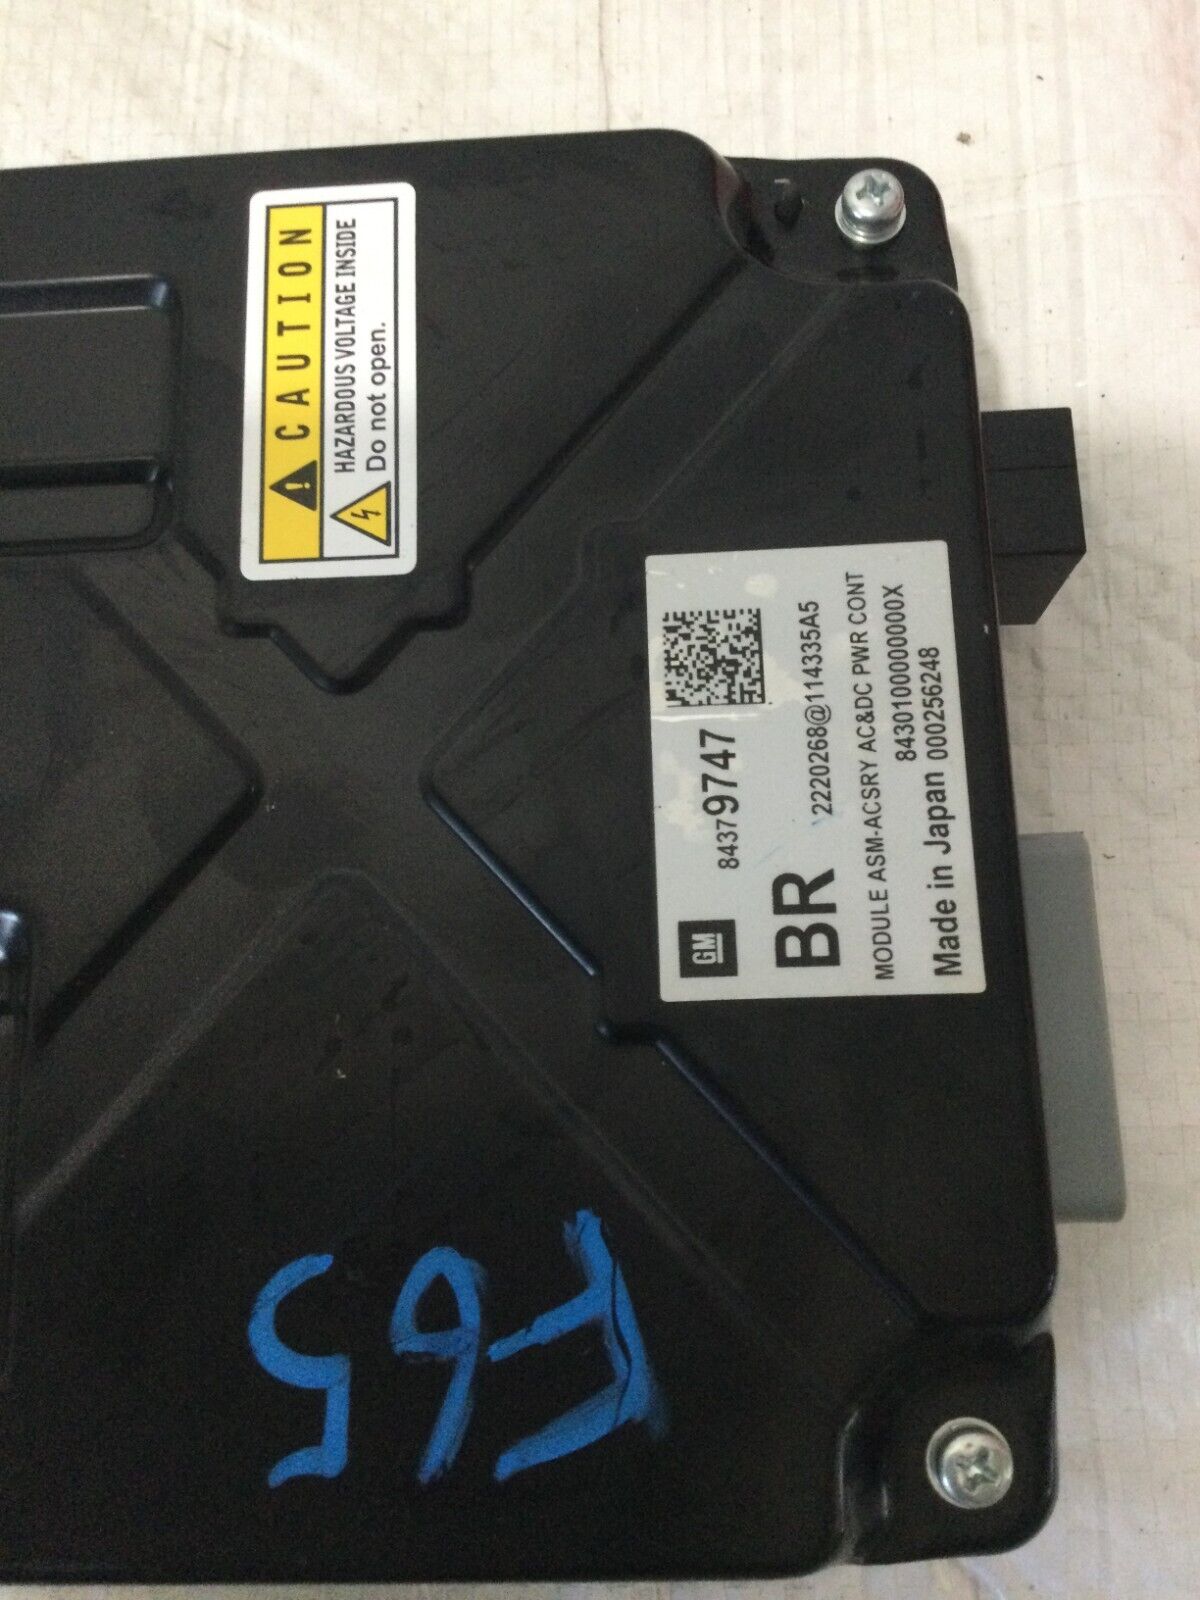 CAUTION
HAZARDOUS VOLTAGE INSIDE
Do not open.
84379747
GM
BR 2220268@114335A5
MODULE ASM-ACSRY AC&DC PWR CONT
84301000000000X
Made in Japan 000256248
F65